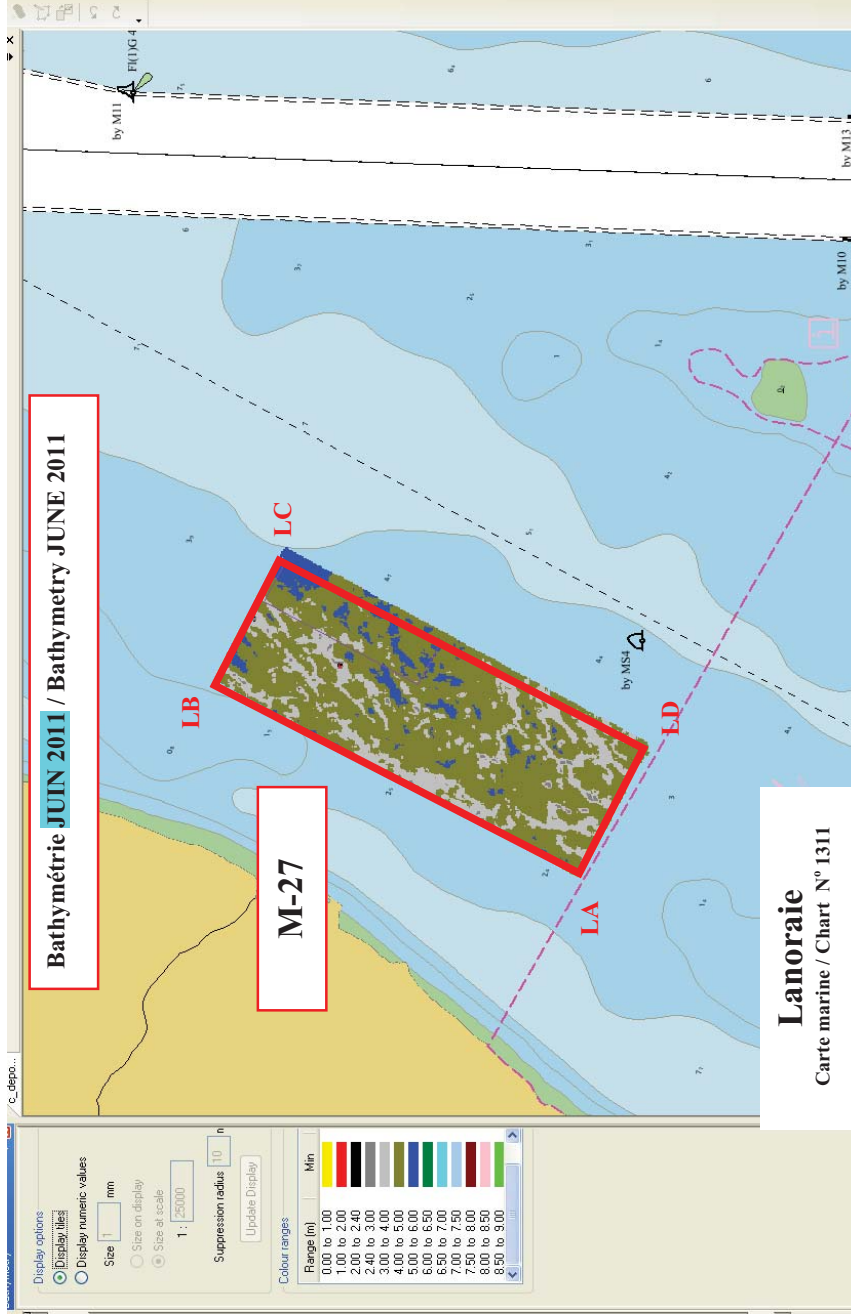 Bathymétrie JUIN 2011 / Bathymetry JUNE 2011
c_depo...
Display options
Display tiles
Display numeric values
Size 1 mm
Size on display
Size at scale
1 : 25000
Suppression radius 10
Update Display
Colour ranges
Range (m) Min
0.00 to 1.00
1.00 to 2.00
2.00 to 2.40
2.40 to 3.00
3.00 to 4.00
4.00 to 5.00
5.00 to 6.00
6.00 to 6.50
6.50 to 7.00
7.00 to 7.50
7.50 to 8.00
8.00 to 8.50
8.50 to 9.00
M-27
LB
LC
LA
LD
by M11
Fl(1)G 4
by MS4
by M10
by M13
Lanoraie
Carte marine / Chart N° 1311